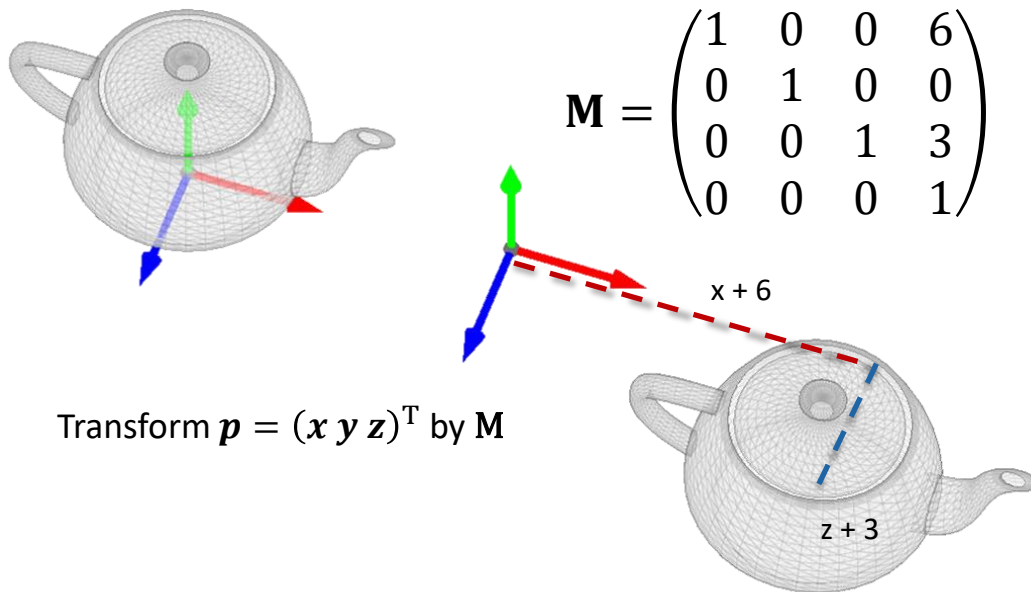 M = (1 0 0 6
0 1 0 0
0 0 1 3
0 0 0 1)
x + 6
Transform p = (x y z)ᵀ by M
z + 3